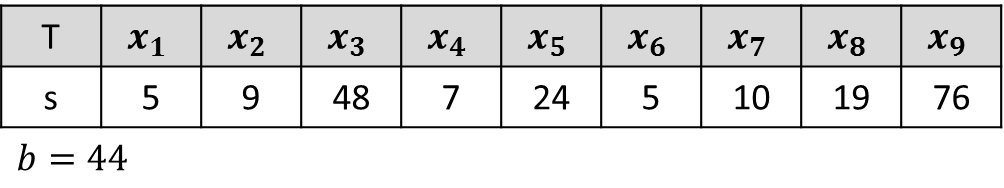 T x₁ x₂ x₃ x₄ x₅ x₆ x₇ x₈ x₉
s 5 9 48 7 24 5 10 19 76
b = 44